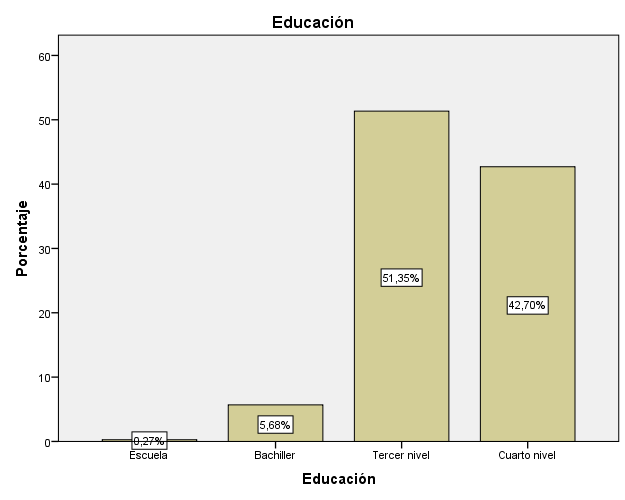 Educación
60
50
40
30
20
10
0
Porcentaje
0,27%
5,68%
51,35%
42,70%
Escuela
Bachiller
Tercer nivel
Cuarto nivel
Educación